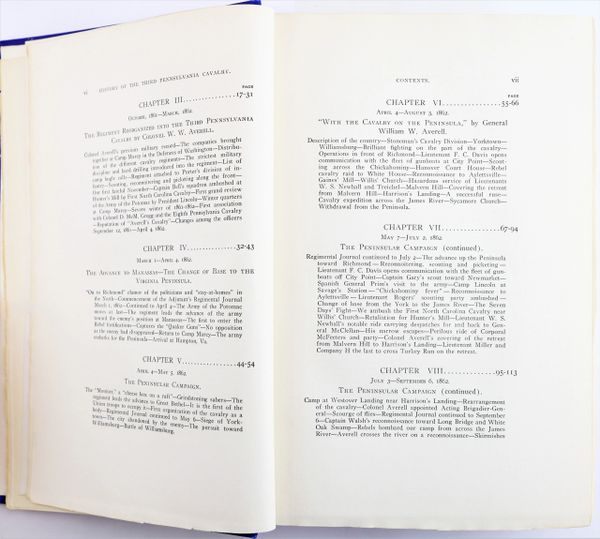 vi HISTORY OF THE THIRD PENNSYLVANIA CAVALRY.
PAGE
CHAPTER III...............17-31
OCTOBER, 1861—MARCH, 1862.
THE REGIMENT REORGANIZED INTO THE THIRD PENNSYLVANIA
CAVALRY BY COLONEL W. W. AVERELL.
Colonel Averell's previous military record—The companies brought
together at Camp Marcy in the Defences of Washington—Distribu-
tion of the different cavalry regiments—The strictest military
discipline and hard drilling introduced into the regiment—List of
camp bugle calls—Regiment attached to Porter's division of in-
fantry—Scouting, reconnoitering and picketing along the front—
Our first fearful November—Captain Bell's squadron ambushed at
Hunter's Mill by First North Carolina Cavalry—First grand review
of the Army of the Potomac by President Lincoln—Winter quarters
at Camp Marcy—Severe winter of 1861-1862—First association
with Colonel D. McM. Gregg and the Eighth Pennsylvania Cavalry
—Reputation of "Averell's Cavalry"—Changes among the officers
September 12, 1861—April 4, 1862.
CHAPTER IV...............32-43
MARCH 1—APRIL 4, 1862.
THE ADVANCE TO MANASSAS—THE CHANGE OF BASE TO THE
VIRGINIA PENINSULA.
"On to Richmond" clamor of the politicians and "stay-at-homes" in
the North—Commencement of the Adjutant's Regimental Journal
March 1, 1862—Continued to April 3—The Army of the Potomac
moves at last—The regiment leads the advance of the army
toward the enemy's position at Manassas—The first to enter the
Rebel fortifications—Captures the "Quaker Guns"—No opposition
as the enemy had disappeared—Return to Camp Marcy—The army
embarks for the Peninsula—Arrival at Hampton, Va.
CHAPTER V...............44-54
APRIL 4—MAY 5, 1862.
THE PENINSULAR CAMPAIGN.
The "Monitor," a "cheese box on a raft"—Grindstoning sabers—The
regiment leads the advance to Great Bethel—It is the first of the
Union troops to occupy it—First organization of the cavalry as a
body—Regimental Journal continued to May 6—Siege of York-
town—The city abandoned by the enemy—The pursuit toward
Williamsburg—Battle of Williamsburg.
CONTENTS. vii
PAGE
CHAPTER VI................55-66
APRIL 4—AUGUST 3, 1862.
"WITH THE CAVALRY ON THE PENINSULA," by General
William W. Averell.
Description of the country—Stoneman's Cavalry Division—Yorktown—
Williamsburg—Brilliant fighting on the part of the cavalry—
Operations in front of Richmond—Lieutenant F. C. Davis opens
communication with the fleet of gunboats at City Point—Scout-
ing across the Chickahominy—Hanover Court House—Rebel
cavalry raid to White House—Reconnoissance to Aylettsville—
Gaines' Mill—Willis' Church—Hazardous service of Lieutenant
W. S. Newhall and Treichel—Malvern Hill—Covering the retreat
from Malvern Hill—Harrison's Landing—A successful ruse—
Cavalry expedition across the James River—Sycamore Church—
Withdrawal from the Peninsula.
CHAPTER VII................67-94
MAY 7—JULY 2, 1862.
THE PENINSULAR CAMPAIGN (continued).
Regimental Journal continued to July 2—The advance up the Peninsula
toward Richmond—Reconnoitering, scouting and picketing—
Lieutenant F. C. Davis opens communication with the fleet of gun-
boats off City Point—Captain Gary's scout toward Newmarket—
Spanish General Prim's visit to the army—Camp Lincoln at
Savage's Station—"Chickahominy fever"—Reconnoissance to
Aylettsville—Lieutenant Rogers' scouting party ambushed—
Change of base from the York to the James River—The Seven
Days' Fight—We ambush the First North Carolina Cavalry near
Willis' Church—Retaliation for Hunter's Mill—Lieutenant W. S.
Newhall's notable ride carrying despatches for and back to Gen-
eral McClellan—His narrow escapes—Perilous ride of Corporal
McFeeters and party—Colonel Averell covering of the retreat
from Malvern Hill to Harrison's Landing—Lieutenant Miller and
Company H the last to cross Turkey Run on the retreat.
CHAPTER VIII................95-113
JULY 3—SEPTEMBER 6, 1862.
THE PENINSULAR CAMPAIGN (continued).
Camp at Westover Landing near Harrison's Landing—Rearrangement
of the cavalry—Colonel Averell appointed Acting Brigadier-Gen-
eral—Scourge of flies—Regimental Journal continued to September
6—Captain Walsh's reconnoissance toward Long Bridge and White
Oak Swamp—Rebels bombard our camp from across the James
River—Averell crosses the river on a reconnoissance—Skirmishes